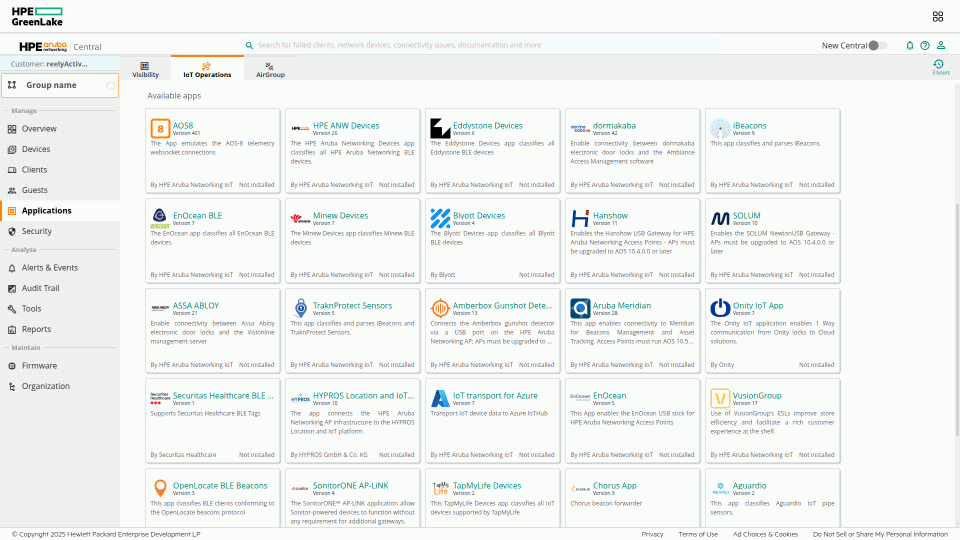 HPE
GreenLake
HPE aruba networking Central
Search for failed clients, network devices, connectivity issues, documentation and more
New Central
Customer: reelyActiv...
Visibility
IoT Operations
AirGroup
3 hours
Group name
Manage
Overview
Devices
Clients
Guests
Applications
Security
Analyze
Alerts & Events
Audit Trail
Tools
Reports
Maintain
Firmware
Organization
Available apps
AOS8
Version 461
The App emulates the AOS-8 telemetry
websocket connections
By HPE Aruba Networking IoT Not installed
HPE ANW Devices
Version 26
The HPE Aruba Networking Devices app
classifies all HPE Aruba Networking BLE
devices.
By HPE Aruba Networking IoT Not installed
Eddystone Devices
Version 6
The Eddystone Devices app classifies all
Eddystone BLE devices
By HPE Aruba Networking IoT Not installed
dormakaba
Version 42
Enable connectivity between dormakaba
electronic door locks and the Ambiance
Access Management software
By HPE Aruba Networking IoT Not installed
iBeacons
Version 9
This app classifies and parses iBeacons.
By HPE Aruba Networking IoT Not installed
EnOcean BLE
Version 7
The EnOcean app classifies all EnOcean BLE
devices.
By HPE Aruba Networking IoT Not installed
Minew Devices
Version 7
The Minew Devices app classifies Minew BLE
devices
By HPE Aruba Networking IoT Not installed
Blyott Devices
Version 4
The Blyott Devices app classifies all Blyott
BLE devices
By Blyott Not installed
Hanshow
Version 11
Enables the Hanshow USB Gateway for HPE
Aruba Networking Access Points - APs must
be upgraded to AOS 10.4.0.0 or later
By HPE Aruba Networking IoT Not installed
SOLUM
Version 10
Enables the SOLUM NewtonUSB Gateway -
APs must be upgraded to AOS 10.4.0.0 or
later
By HPE Aruba Networking IoT Not installed
ASSA ABLOY
Version 21
Enable connectivity between Assa Abloy
electronic door locks and the Visionline
management server
By HPE Aruba Networking IoT Not installed
TraknProtect Sensors
Version 5
This app classifies and parses iBeacons and
TraknProtect Sensors.
By HPE Aruba Networking IoT Not installed
Amberbox Gunshot Dete...
Version 13
Connects the Amberbox gunshot detector
via a USB port on the HPE Aruba
Networking AP; APs must be upgraded to ...
By HPE Aruba Networking IoT Not installed
Aruba Meridian
Version 28
This app enables connectivity to Meridian
for Beacons Management and Asset
Tracking. Access Points must run AOS 10.5...
By HPE Aruba Networking IoT Not installed
Onity IoT App
Version 7
The Onity IoT application enables 1 Way
communication from Onity locks to Cloud
solutions.
By Onity Not installed
Securitas Healthcare BLE ...
Version 1
Supports Securitas Healthcare BLE Tags
By Securitas Healthcare Not installed
HYPROS Location and IoT...
Version 10
The app connects the HPE Aruba
Networking AP infrastructure to the HYPROS
Location and IoT platform
By HYPROS GmbH & Co. KG Not installed
IoT transport for Azure
Version 7
Transport IoT device data to Azure IoTHub
By HPE Aruba Networking IoT Not installed
EnOcean
Version 5
This App enables the EnOcean USB stick for
HPE Aruba Networking Access Points
By HPE Aruba Networking IoT Not installed
VusionGroup
Version 17
Use of VusionGroup's ESLs improve store
efficiency and facilitate a rich customer
experience at the shelf.
By HPE Aruba Networking IoT Not installed
OpenLocate BLE Beacons
Version 3
This app classifies BLE clients conforming to
the OpenLocate beacons protocol
SonitorONE AP-LiNK
Version 4
The SonitorONE™ AP-LiNK application allow
Sonitor-powered devices to function without
any requirement for additional gateways.
TapMyLife Devices
Version 2
This TapMyLife Devices app classifies all IoT
devices supported by TapMyLife
Chorus App
Version 3
Chorus beacon forwarder
Aguardio
Version 2
This app classifies Aguardio IoT pipe
sensors.
© Copyright 2025 Hewlett Packard Enterprise Development LP
Privacy Terms of Use Ad Choices & Cookies Do Not Sell or Share My Personal Information